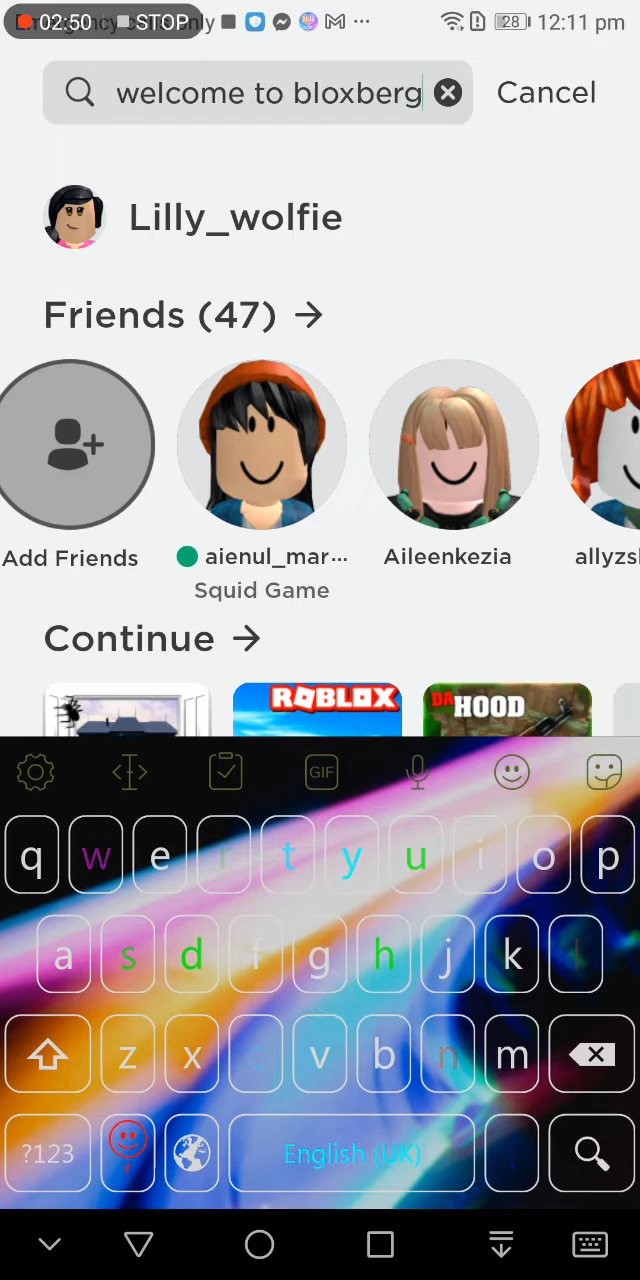 02:50 STOP 28 12:11 pm
welcome to bloxberg Cancel
Lilly_wolfie
Friends (47) →
Add Friends aienul_mar... Aileenkezia allyzs
Squid Game
Continue →
ROBLOX DA HOOD
GIF
q w e r t y u i o p
a s d f g h j k l
z x c v b n m
?123 English (UK)